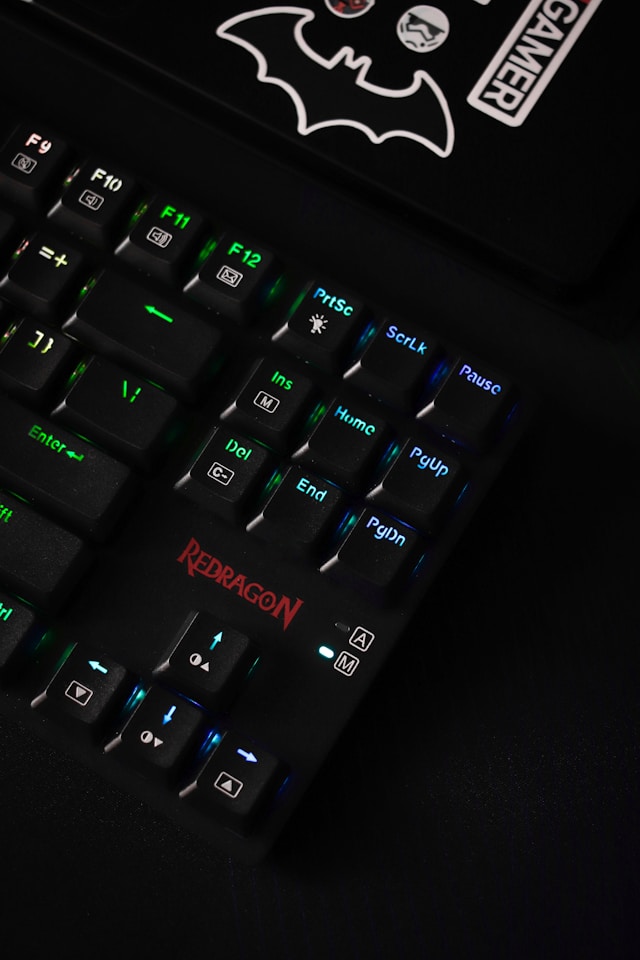 GAMER
F9
F10
F11
F12
PrtSc
ScrLk
Pause
=+
Ins
M
Home
PgUp
]}
\|
Del
C-
End
PgDn
Enter
REDRAGON
A
M